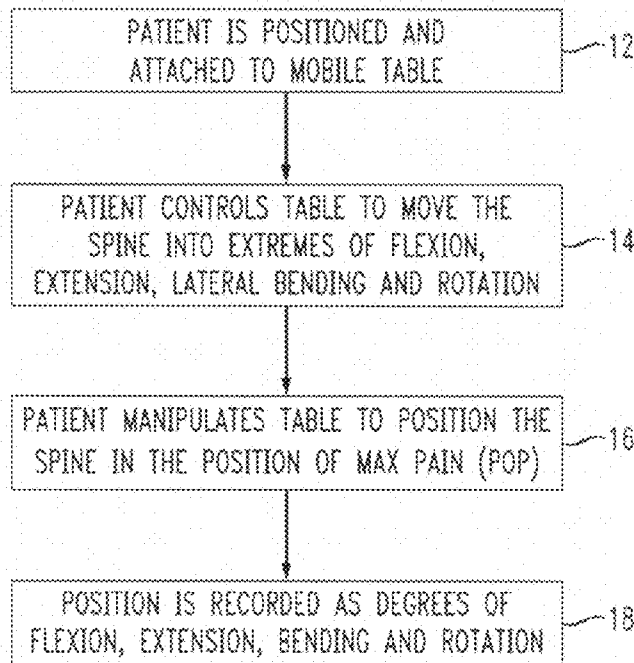 PATIENT IS POSITIONED AND
ATTACHED TO MOBILE TABLE
12
PATIENT CONTROLS TABLE TO MOVE THE
SPINE INTO EXTREMES OF FLEXION,
EXTENSION, LATERAL BENDING AND ROTATION
14
PATIENT MANIPULATES TABLE TO POSITION THE
SPINE IN THE POSITION OF MAX PAIN (POP)
16
POSITION IS RECORDED AS DEGREES OF
FLEXION, EXTENSION, BENDING AND ROTATION
18